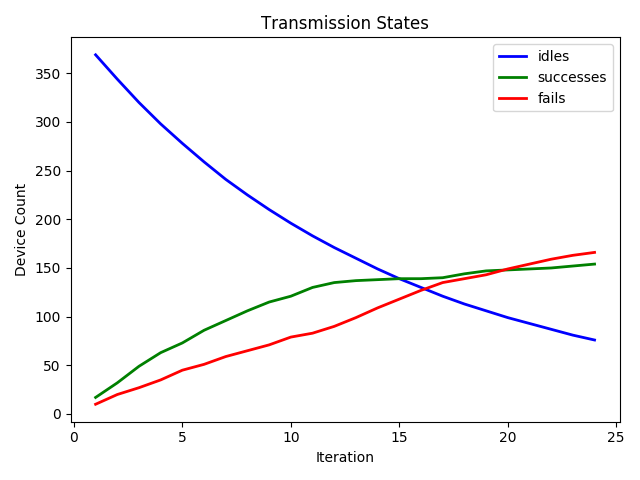 Transmission States
idles
successes
fails
Device Count
350
300
250
200
150
100
50
0
0 5 10 15 20 25
Iteration